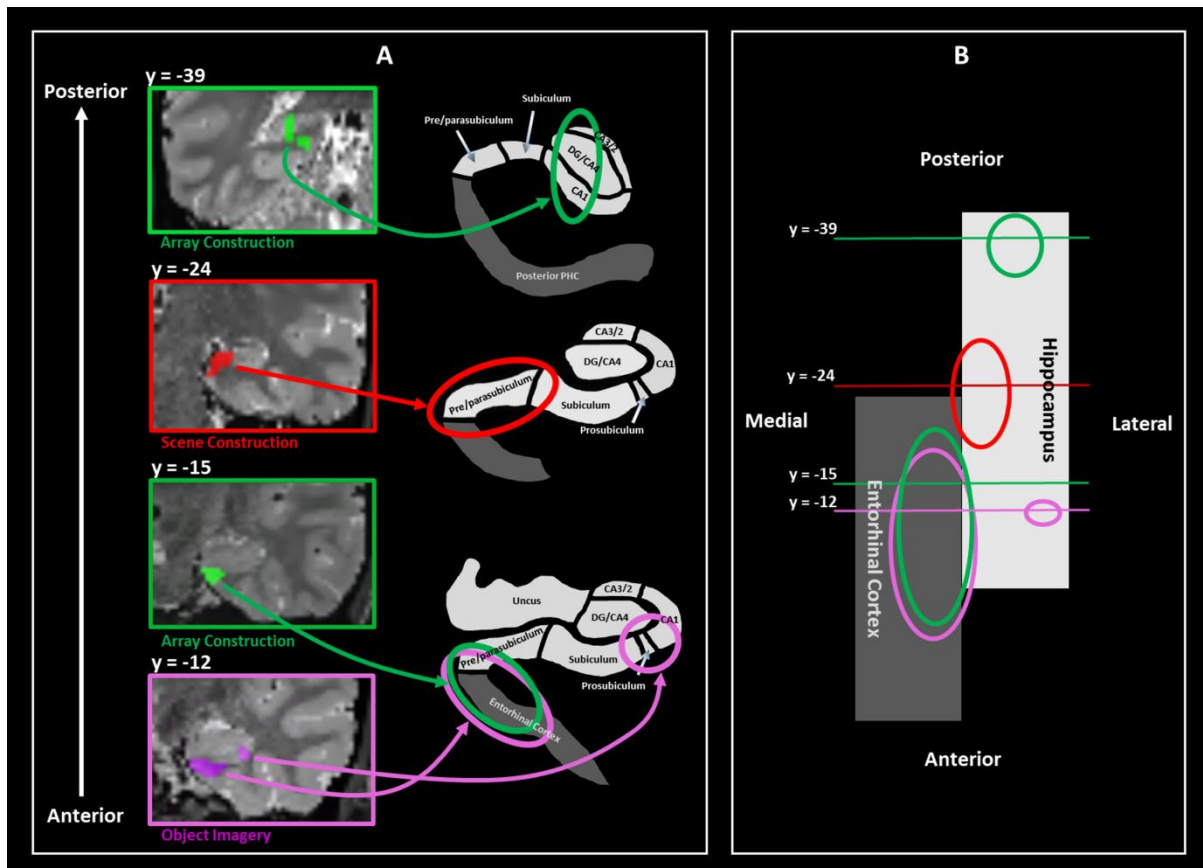 A
Posterior
y = -39
Array Construction
Pre/parasubiculum
Subiculum
CA3/2
DG/CA4
CA1
Posterior PHC
y = -24
Scene Construction
CA3/2
DG/CA4
CA1
Pre/parasubiculum
Subiculum
Prosubiculum
y = -15
Array Construction
Uncus
CA3/2
DG/CA4
CA1
Pre/parasubiculum
Subiculum
Prosubiculum
Entorhinal Cortex
y = -12
Object Imagery
Anterior
B
Posterior
y = -39
y = -24
y = -15
y = -12
Medial
Lateral
Hippocampus
Entorhinal Cortex
Anterior